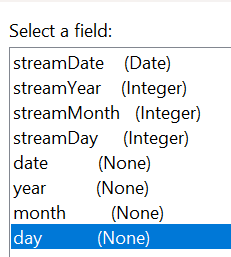 Select a field:
streamDate (Date)
streamYear (Integer)
streamMonth (Integer)
streamDay (Integer)
date (None)
year (None)
month (None)
day (None)